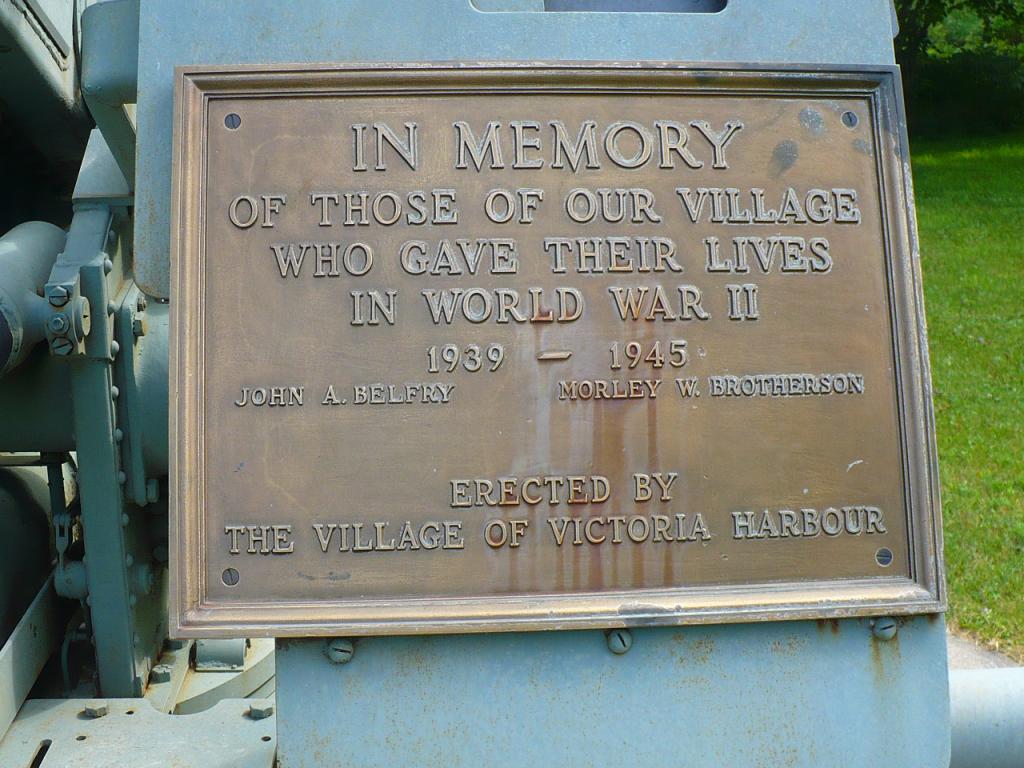 IN MEMORY
OF THOSE OF OUR VILLAGE
WHO GAVE THEIR LIVES
IN WORLD WAR II
1939 — 1945
JOHN A. BELFRY MORLEY W. BROTHERSON
ERECTED BY
THE VILLAGE OF VICTORIA HARBOUR